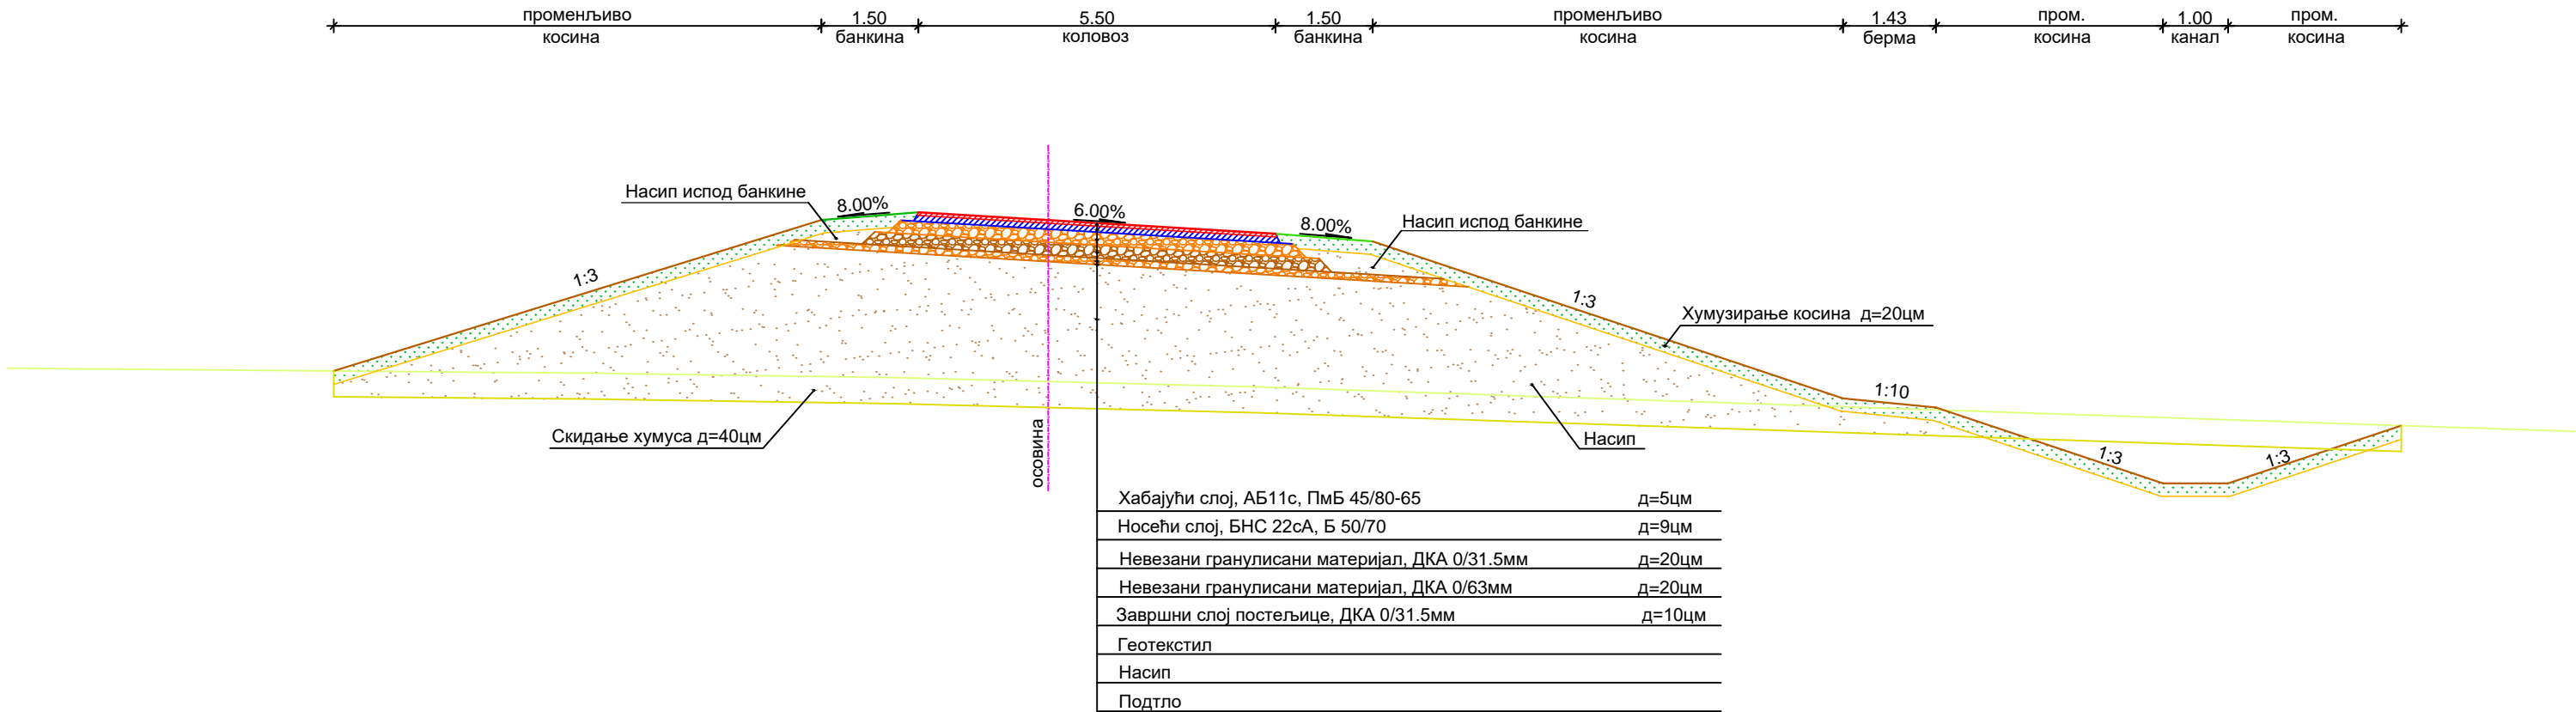 променљиво 1.50 5.50 1.50 променљиво 1.43 пром. 1.00 пром.
косина банкина коловоз банкина косина берма косина канал косина
Насип испод банкине
8.00%
6.00%
8.00%
Насип испод банкине
1:3
1:3
Хумузирање косина d=20цм
1:10
Скидање хумуса д=40цм
осовина
Насип
1:3
1:3
Хабајући слој, АБ11с, ПмБ 45/80-65 д=5цм
Носећи слој, БНС 22сА, Б 50/70 д=9цм
Невезани гранулисани материјал, ДКА 0/31.5мм д=20цм
Невезани гранулисани материјал, ДКА 0/63мм д=20цм
Завршни слој постељице, ДКА 0/31.5мм д=10цм
Геотекстил
Насип
Подтло